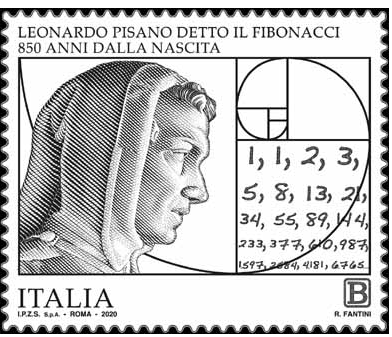 LEONARDO PISANO DETTO IL FIBONACCI
850 ANNI DALLA NASCITA
1, 1, 2, 3,
5, 8, 13, 21,
34, 55, 89, 144,
233, 377, 610, 987,
1597, 2584, 4181, 6765...
ITALIA
B
I.P.Z.S. S.p.A. - ROMA - 2020
R. FANTINI